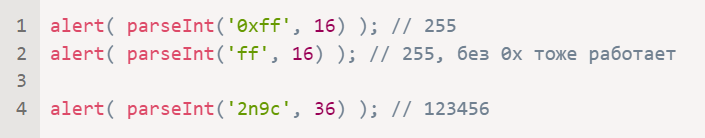 1 alert( parseInt('0xff', 16) ); // 255
2 alert( parseInt('ff', 16) ); // 255, без 0x тоже работает
3
4 alert( parseInt('2n9c', 36) ); // 123456